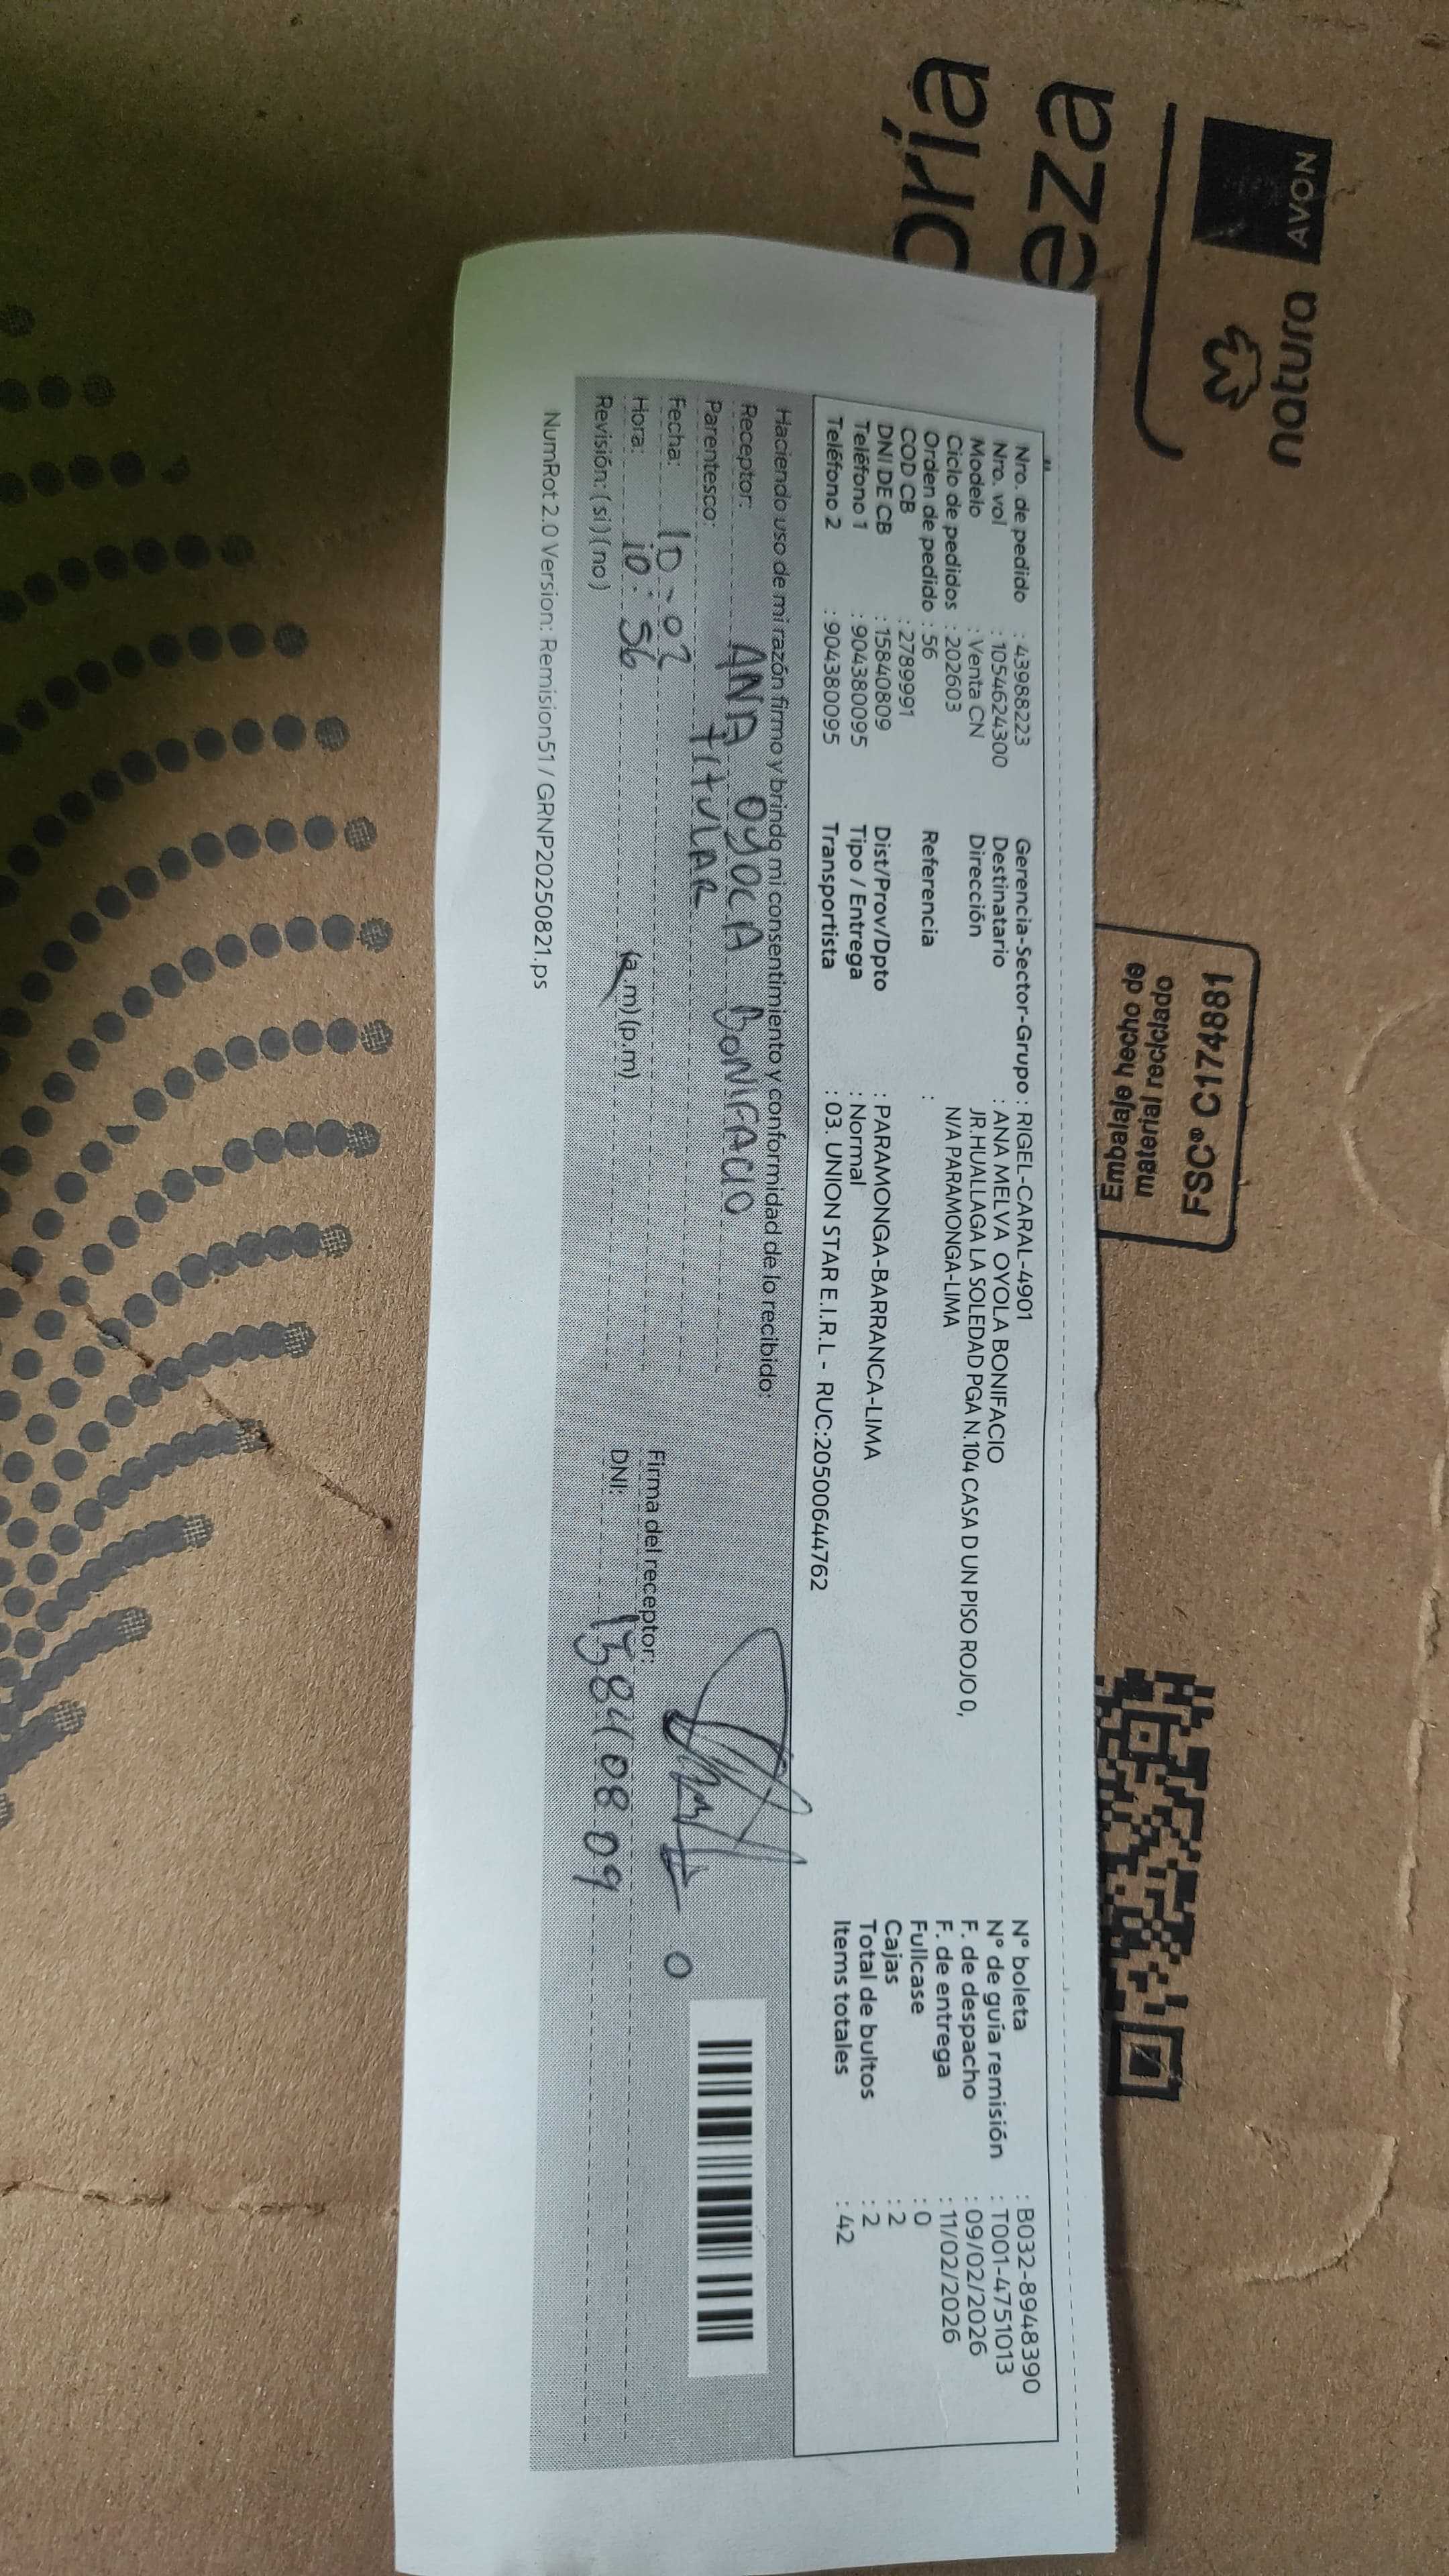 AVON natura
eza
oría
FSC® C174881
Embalaje hecho de
material reciclado
Nro. de pedido : 43988223
Nro. vol : 1054624300
Modelo : Venta CN
Ciclo de pedidos : 202603
Orden de pedido : 56
COD CB : 2789991
DNI DE CB : 15840809
Teléfono 1 : 904380095
Teléfono 2 : 904380095
Gerencia-Sector-Grupo : RIGEL-CARAL-4901
Destinatario : ANA MELVA OYOLA BONIFACIO
Dirección JR.HUALLAGA LA SOLEDAD PGA N.104 CASA D UN PISO ROJO 0,
N/A PARAMONGA-LIMA
Referencia :
Dist/Prov/Dpto : PARAMONGA-BARRANCA-LIMA
Tipo / Entrega : Normal
Transportista : 03. UNION STAR E.I.R.L - RUC:20500644762
N° boleta : B032-8948390
N° de guía remisión : T001-4751013
F. de despacho : 09/02/2026
F. de entrega : 11/02/2026
Fullcase : 0
Cajas : 2
Total de bultos : 2
Items totales : 42
Haciendo uso de mi razón firmo y brindo mi consentimiento y conformidad de lo recibido:
Receptor: ANA OYOLA BONIFACIO
Parentesco: titULAR
Fecha: 10-02
Hora: 10:56 (a.m) (p.m)
Revisión: ( si ) ( no )
Firma del receptor:
DNI: 15840809
NumRot 2.0 Version: Remision51 / GRNP20250821.ps